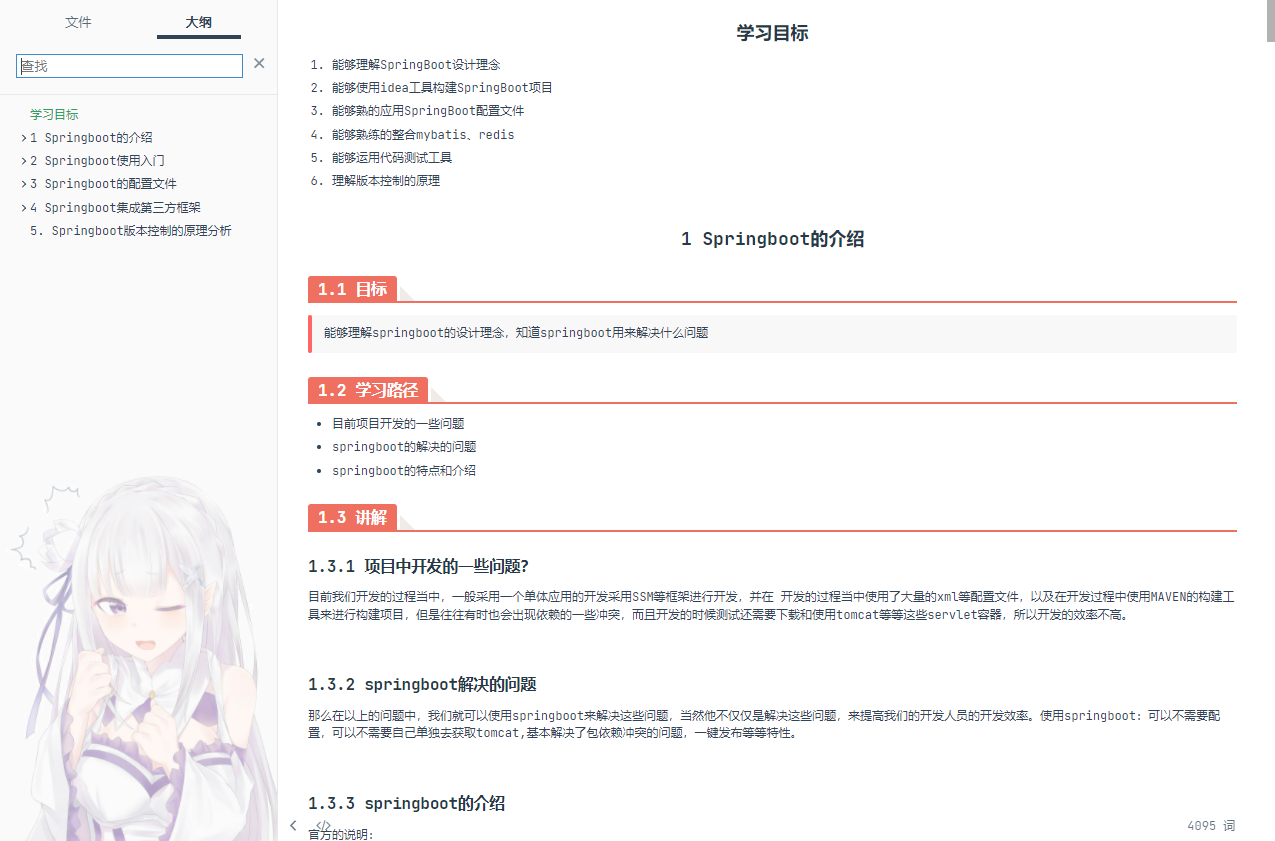 文件
大纲
查找
学习目标
1 Springboot的介绍
2 Springboot使用入门
3 Springboot的配置文件
4 Springboot集成第三方框架
5. Springboot版本控制的原理分析
学习目标
1. 能够理解SpringBoot设计理念
2. 能够使用idea工具构建SpringBoot项目
3. 能够熟的应用SpringBoot配置文件
4. 能够熟练的整合mybatis、redis
5. 能够运用代码测试工具
6. 理解版本控制的原理
1 Springboot的介绍
1.1 目标
能够理解springboot的设计理念，知道springboot用来解决什么问题
1.2 学习路径
目前项目开发的一些问题
springboot的解决的问题
springboot的特点和介绍
1.3 讲解
1.3.1 项目中开发的一些问题?
目前我们开发的过程当中，一般采用一个单体应用的开发采用SSM等框架进行开发，并在 开发的过程当中使用了大量的xml等配置文件，以及在开发过程中使用MAVEN的构建工
具来进行构建项目，但是往往有时也会出现依赖的一些冲突，而且开发的时候测试还需要下载和使用tomcat等等这些servlet容器，所以开发的效率不高。
1.3.2 springboot解决的问题
那么在以上的问题中，我们就可以使用springboot来解决这些问题，当然他不仅仅是解决这些问题，来提高我们的开发人员的开发效率。使用springboot：可以不需要配
置，可以不需要自己单独去获取tomcat,基本解决了包依赖冲突的问题，一键发布等等特性。
1.3.3 springboot的介绍
官方的说明：
4095 词